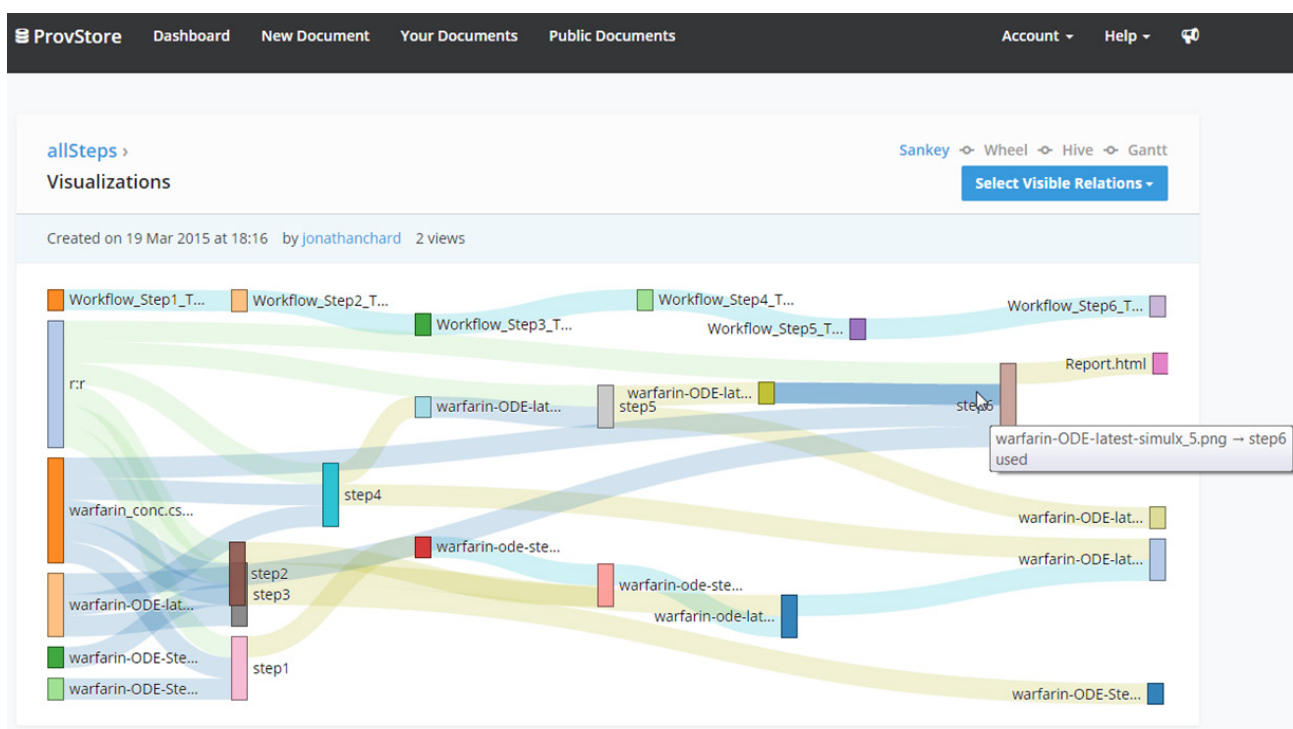 ProvStore Dashboard New Document Your Documents Public Documents Account Help
allSteps ›
Sankey Wheel Hive Gantt
Visualizations
Select Visible Relations
Created on 19 Mar 2015 at 18:16 by jonathanchard 2 views
Workflow_Step1_T...
Workflow_Step2_T...
Workflow_Step3_T...
Workflow_Step4_T...
Workflow_Step5_T...
Workflow_Step6_T...
Report.html
r:r
warfarin-ODE-lat...
step5
warfarin-ODE-lat...
step6
warfarin-ODE-latest-simulx_5.png → step6
used
step4
warfarin_conc.cs...
warfarin-ODE-lat...
warfarin-ode-ste...
warfarin-ODE-lat...
step2
step3
warfarin-ode-ste...
warfarin-ODE-lat...
warfarin-ode-lat...
warfarin-ODE-Ste...
step1
warfarin-ODE-Ste...
warfarin-ODE-Ste...